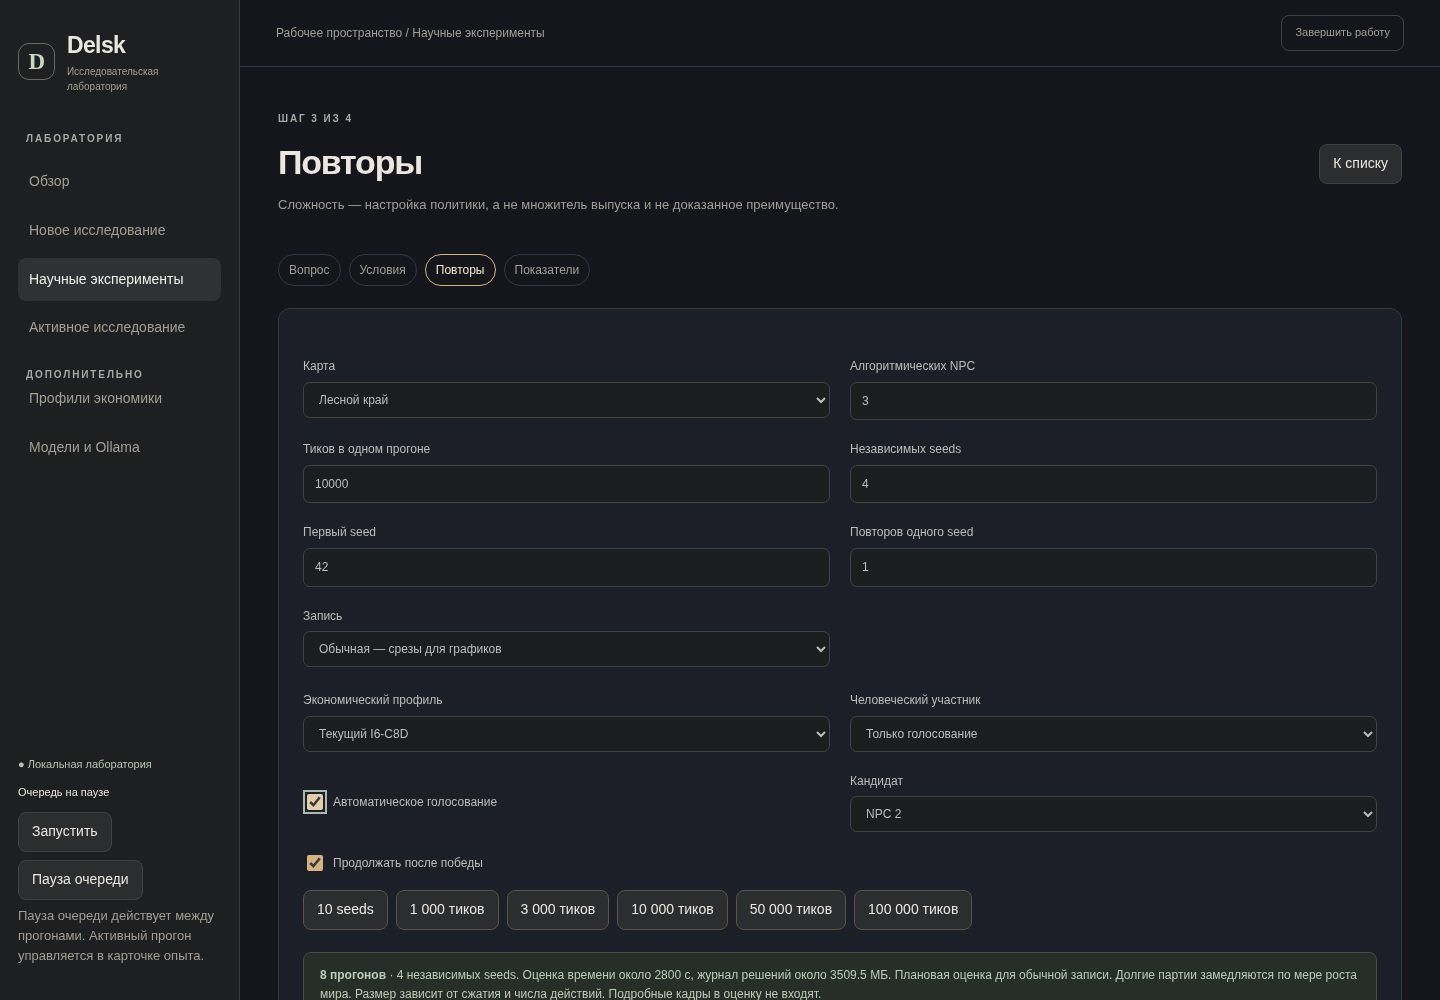 D
Delsk
Исследовательская
лаборатория
ЛАБОРАТОРИЯ
Обзор
Новое исследование
Научные эксперименты
Активное исследование
ДОПОЛНИТЕЛЬНО
Профили экономики
Модели и Ollama
● Локальная лаборатория
Очередь на паузе
Запустить
Пауза очереди
Пауза очереди действует между
прогонами. Активный прогон
управляется в карточке опыта.
Рабочее пространство / Научные эксперименты
Завершить работу
ШАГ 3 ИЗ 4
Повторы
К списку
Сложность — настройка политики, а не множитель выпуска и не доказанное преимущество.
Вопрос
Условия
Повторы
Показатели
Карта
Алгоритмических NPC
Лесной край
3
Тиков в одном прогоне
Независимых seeds
10000
4
Первый seed
Повторов одного seed
42
1
Запись
Обычная — срезы для графиков
Экономический профиль
Человеческий участник
Текущий I6-C8D
Только голосование
Автоматическое голосование
Кандидат
NPC 2
Продолжать после победы
10 seeds
1 000 тиков
3 000 тиков
10 000 тиков
50 000 тиков
100 000 тиков
8 прогонов · 4 независимых seeds. Оценка времени около 2800 с, журнал решений около 3509.5 МБ. Плановая оценка для обычной записи. Долгие партии замедляются по мере роста
мира. Размер зависит от сжатия и числа действий. Подробные кадры в оценку не входят.